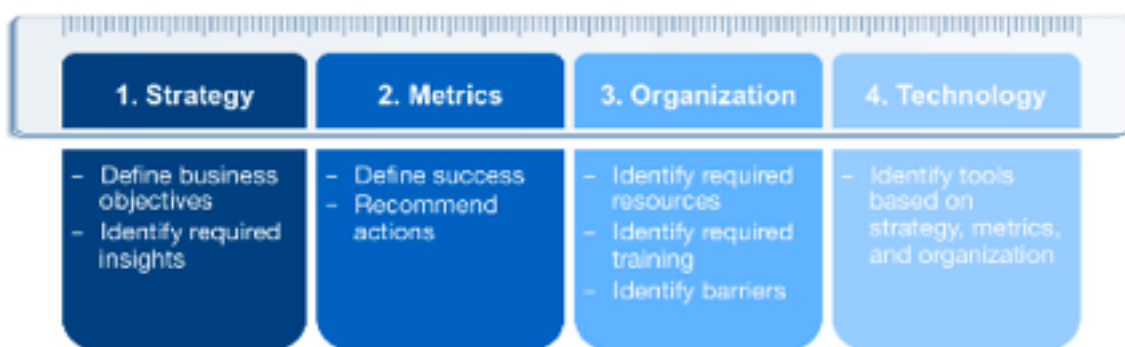 1. Strategy
2. Metrics
3. Organization
4. Technology
– Define business
objectives
– Identify required
insights
– Define success
– Recommend
actions
– Identify required
resources
– Identify required
training
– Identify barriers
– Identify tools
based on
strategy, metrics,
and organization